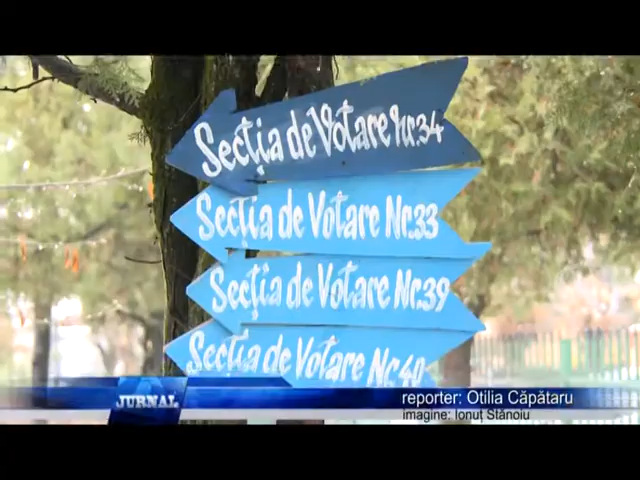 Secția de Votare Nr.34
Secția de Votare Nr.33
Secția de Votare Nr.39
Secția de Votare Nr.40
JURNAL
reporter: Otilia Căpătaru
imagine: Ionuț Stănoiu